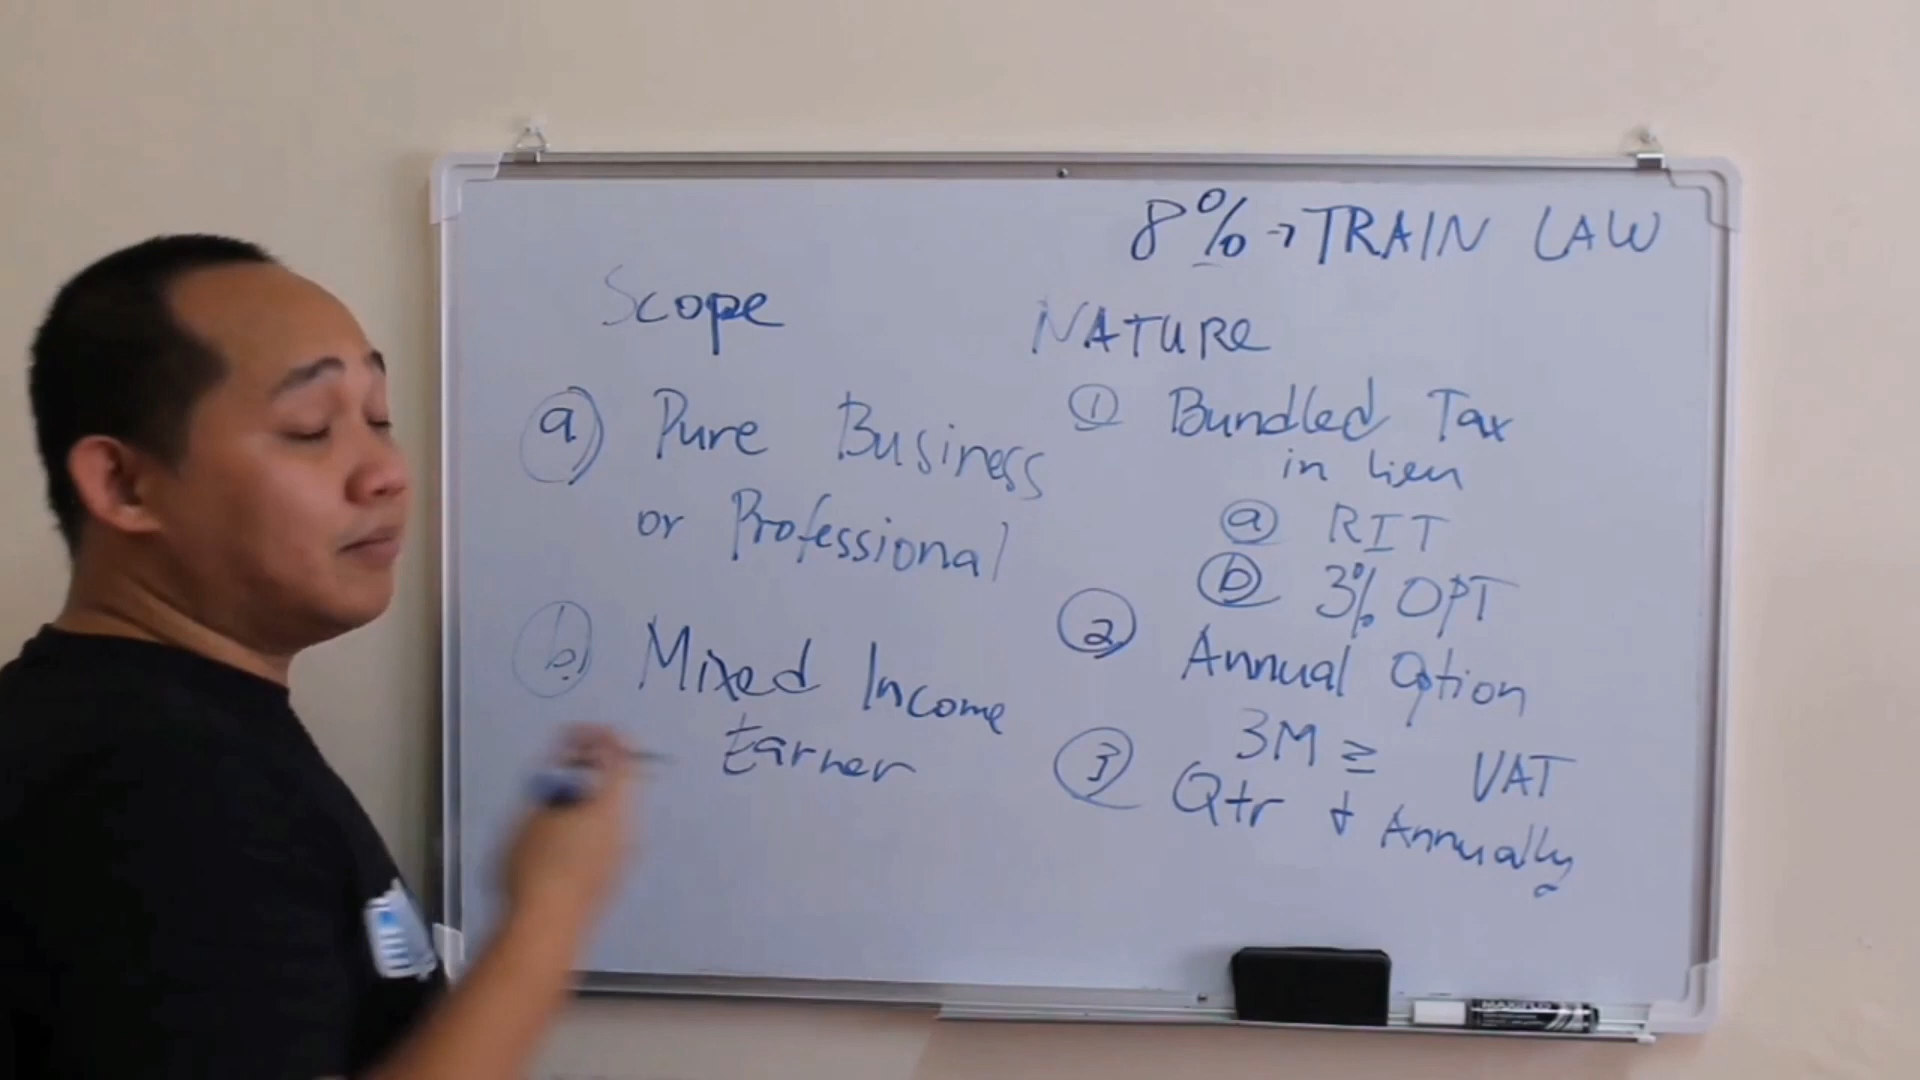 8% → TRAIN LAW
Scope
a) Pure Business
or Professional
b) Mixed Income
Earner
NATURE
① Bundled Tax
in lieu
ⓐ RIT
ⓑ 3% OPT
② Annual Option
3M ≥ VAT
③ Qtr + Annually